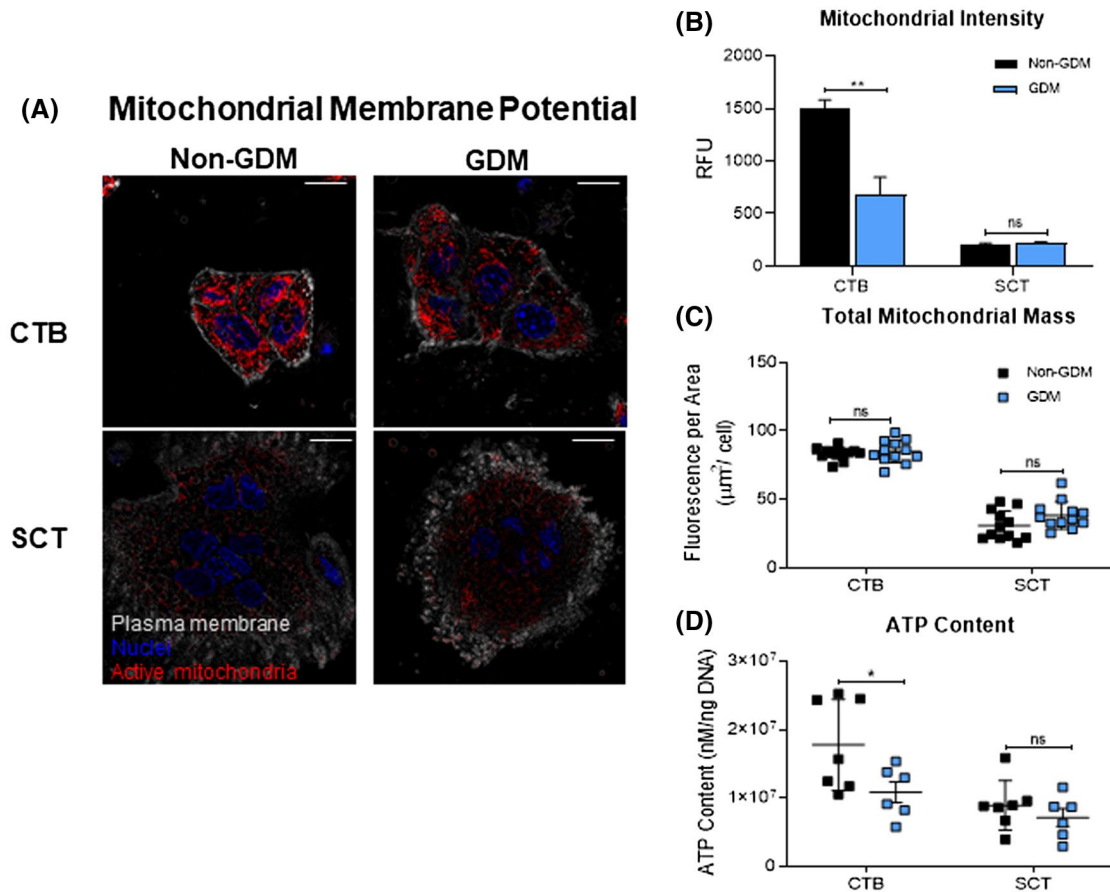 (A)
Mitochondrial Membrane Potential
Non-GDM
GDM
CTB
SCT
Plasma membrane
Nuclei
Active mitochondria
(B)
Mitochondrial Intensity
RFU
2000
1500
1000
500
0
**
ns
Non-GDM
GDM
CTB
SCT
(C)
Total Mitochondrial Mass
Fluorescence per Area
(μm²/ cell)
150
100
50
0
ns
ns
Non-GDM
GDM
CTB
SCT
(D)
ATP Content
ATP Content (nM/ng DNA)
3×10⁷
2×10⁷
1×10⁷
0
*
ns
CTB
SCT